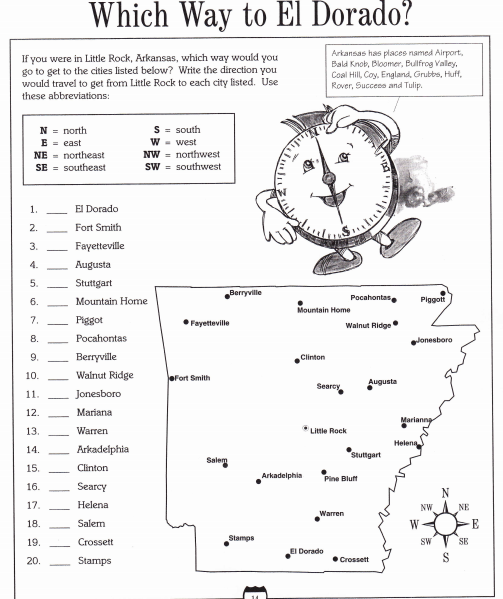 Which Way to El Dorado?
If you were in Little Rock, Arkansas, which way would you
go to get to the cities listed below? Write the direction you
would travel to get from Little Rock to each city listed. Use
these abbreviations:
Arkansas has places named Airport,
Bald Knob, Bloomer, Bullfrog Valley,
Coal Hill, Coy, England, Grubbs, Huff,
Rover, Success and Tulip.
N = north S = south
E = east W = west
NE = northeast NW = northwest
SE = southeast SW = southwest
W
S
1. ____ El Dorado
2. ____ Fort Smith
3. ____ Fayetteville
4. ____ Augusta
5. ____ Stuttgart
6. ____ Mountain Home
7. ____ Piggot
8. ____ Pocahontas
9. ____ Berryville
10. ____ Walnut Ridge
11. ____ Jonesboro
12. ____ Mariana
13. ____ Warren
14. ____ Arkadelphia
15. ____ Clinton
16. ____ Searcy
17. ____ Helena
18. ____ Salem
19. ____ Crossett
20. ____ Stamps
Berryville
Pocahontas
Piggott
Mountain Home
Fayetteville
Walnut Ridge
Jonesboro
Clinton
Fort Smith
Searcy
Augusta
Marianna
Little Rock
Helena
Stuttgart
Salem
Arkadelphia
Pine Bluff
Warren
Stamps
El Dorado
Crossett
N
NW NE
W E
SW SE
S
14